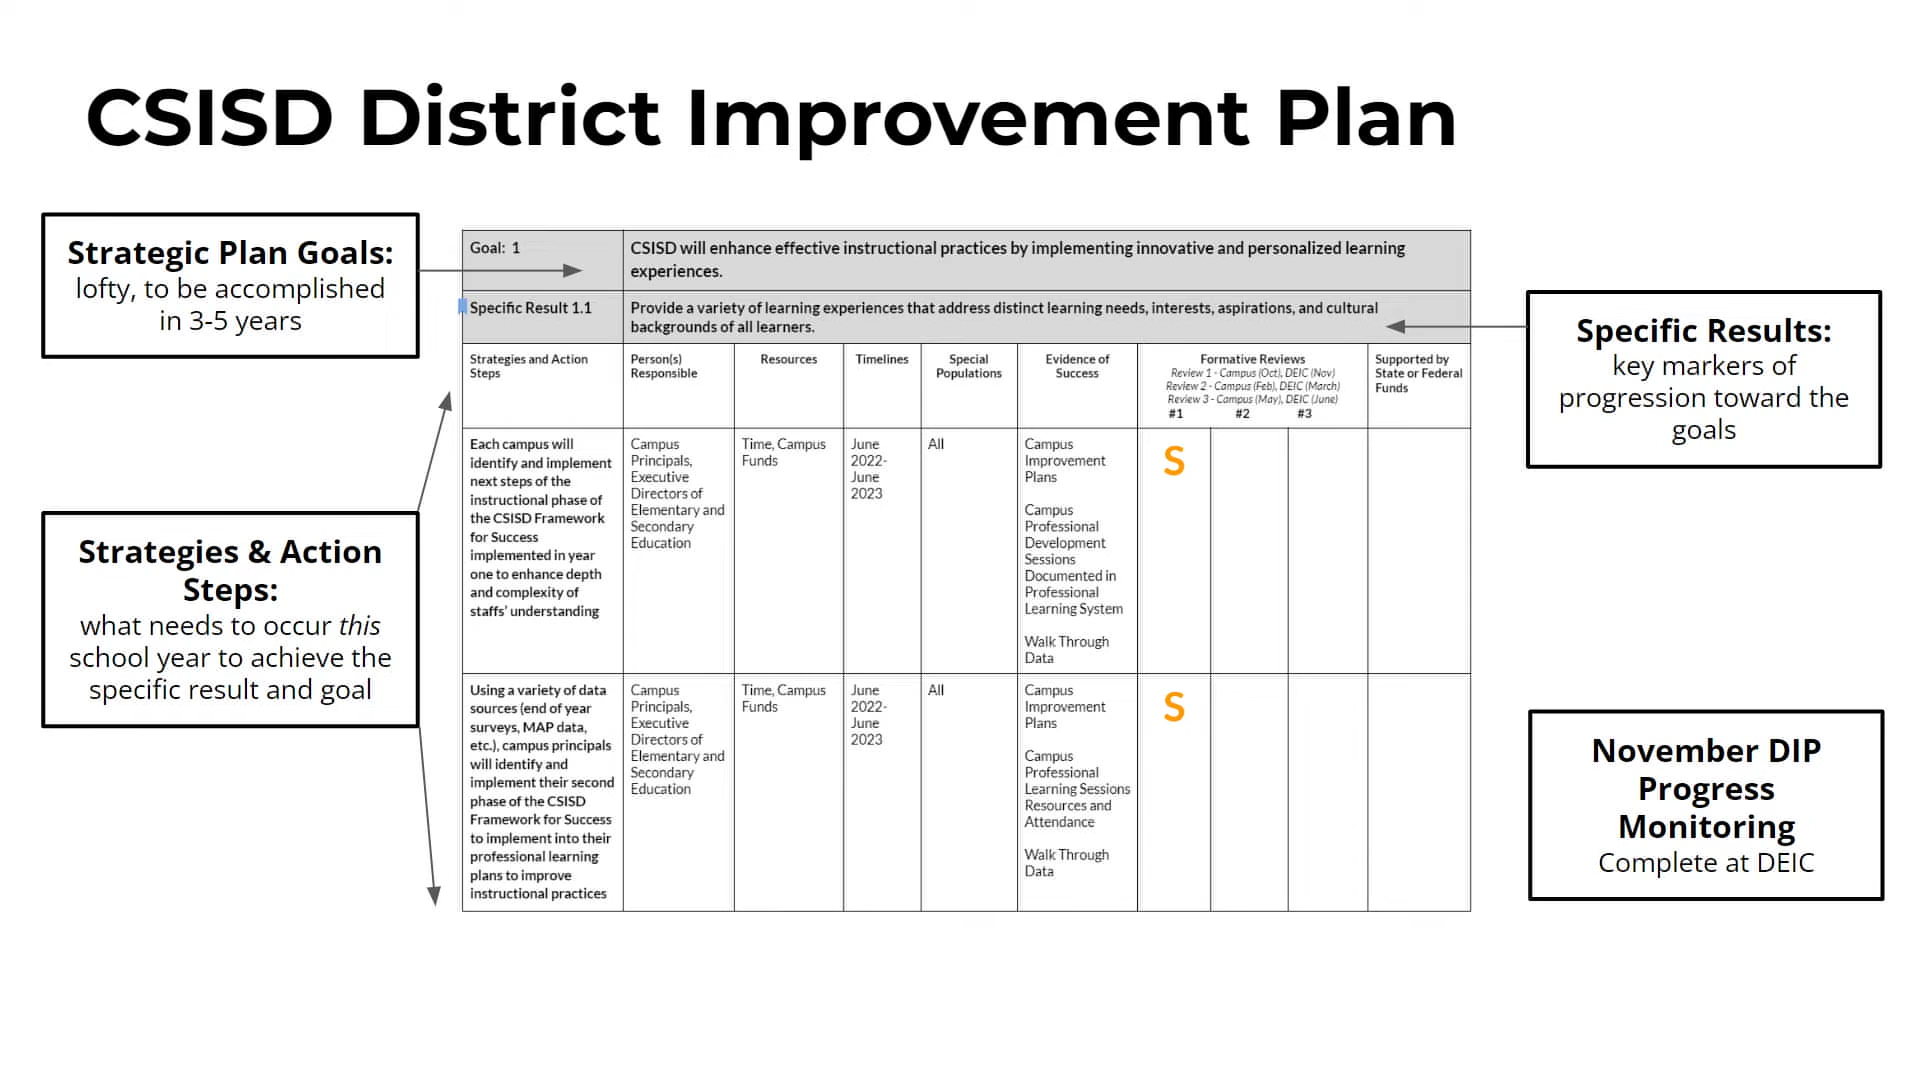 CSISD District Improvement Plan
Strategic Plan Goals:
lofty, to be accomplished
in 3-5 years
Strategies & Action
Steps:
what needs to occur this
school year to achieve the
specific result and goal
Goal: 1
CSISD will enhance effective instructional practices by implementing innovative and personalized learning
experiences.
Specific Result 1.1
Provide a variety of learning experiences that address distinct learning needs, interests, aspirations, and cultural
backgrounds of all learners.
Strategies and Action
Steps
Person(s)
Responsible
Resources
Timelines
Special
Populations
Evidence of
Success
Formative Reviews
Review 1 - Campus (Oct), DEIC (Nov)
Review 2 - Campus (Feb), DEIC (March)
Review 3 - Campus (May), DEIC (June)
#1 #2 #3
Supported by
State or Federal
Funds
Each campus will
identify and implement
next steps of the
instructional phase of
the CSISD Framework
for Success
implemented in year
one to enhance depth
and complexity of
staffs' understanding
Campus
Principals,
Executive
Directors of
Elementary and
Secondary
Education
Time, Campus
Funds
June
2022-
June
2023
All
Campus
Improvement
Plans
Campus
Professional
Development
Sessions
Documented in
Professional
Learning System
Walk Through
Data
S
Using a variety of data
sources (end of year
surveys, MAP data,
etc.), campus principals
will identify and
implement their second
phase of the CSISD
Framework for Success
to implement into their
professional learning
plans to improve
instructional practices
Campus
Principals,
Executive
Directors of
Elementary and
Secondary
Education
Time, Campus
Funds
June
2022-
June
2023
All
Campus
Improvement
Plans
Campus
Professional
Learning Sessions
Resources and
Attendance
Walk Through
Data
S
Specific Results:
key markers of
progression toward the
goals
November DIP
Progress
Monitoring
Complete at DEIC